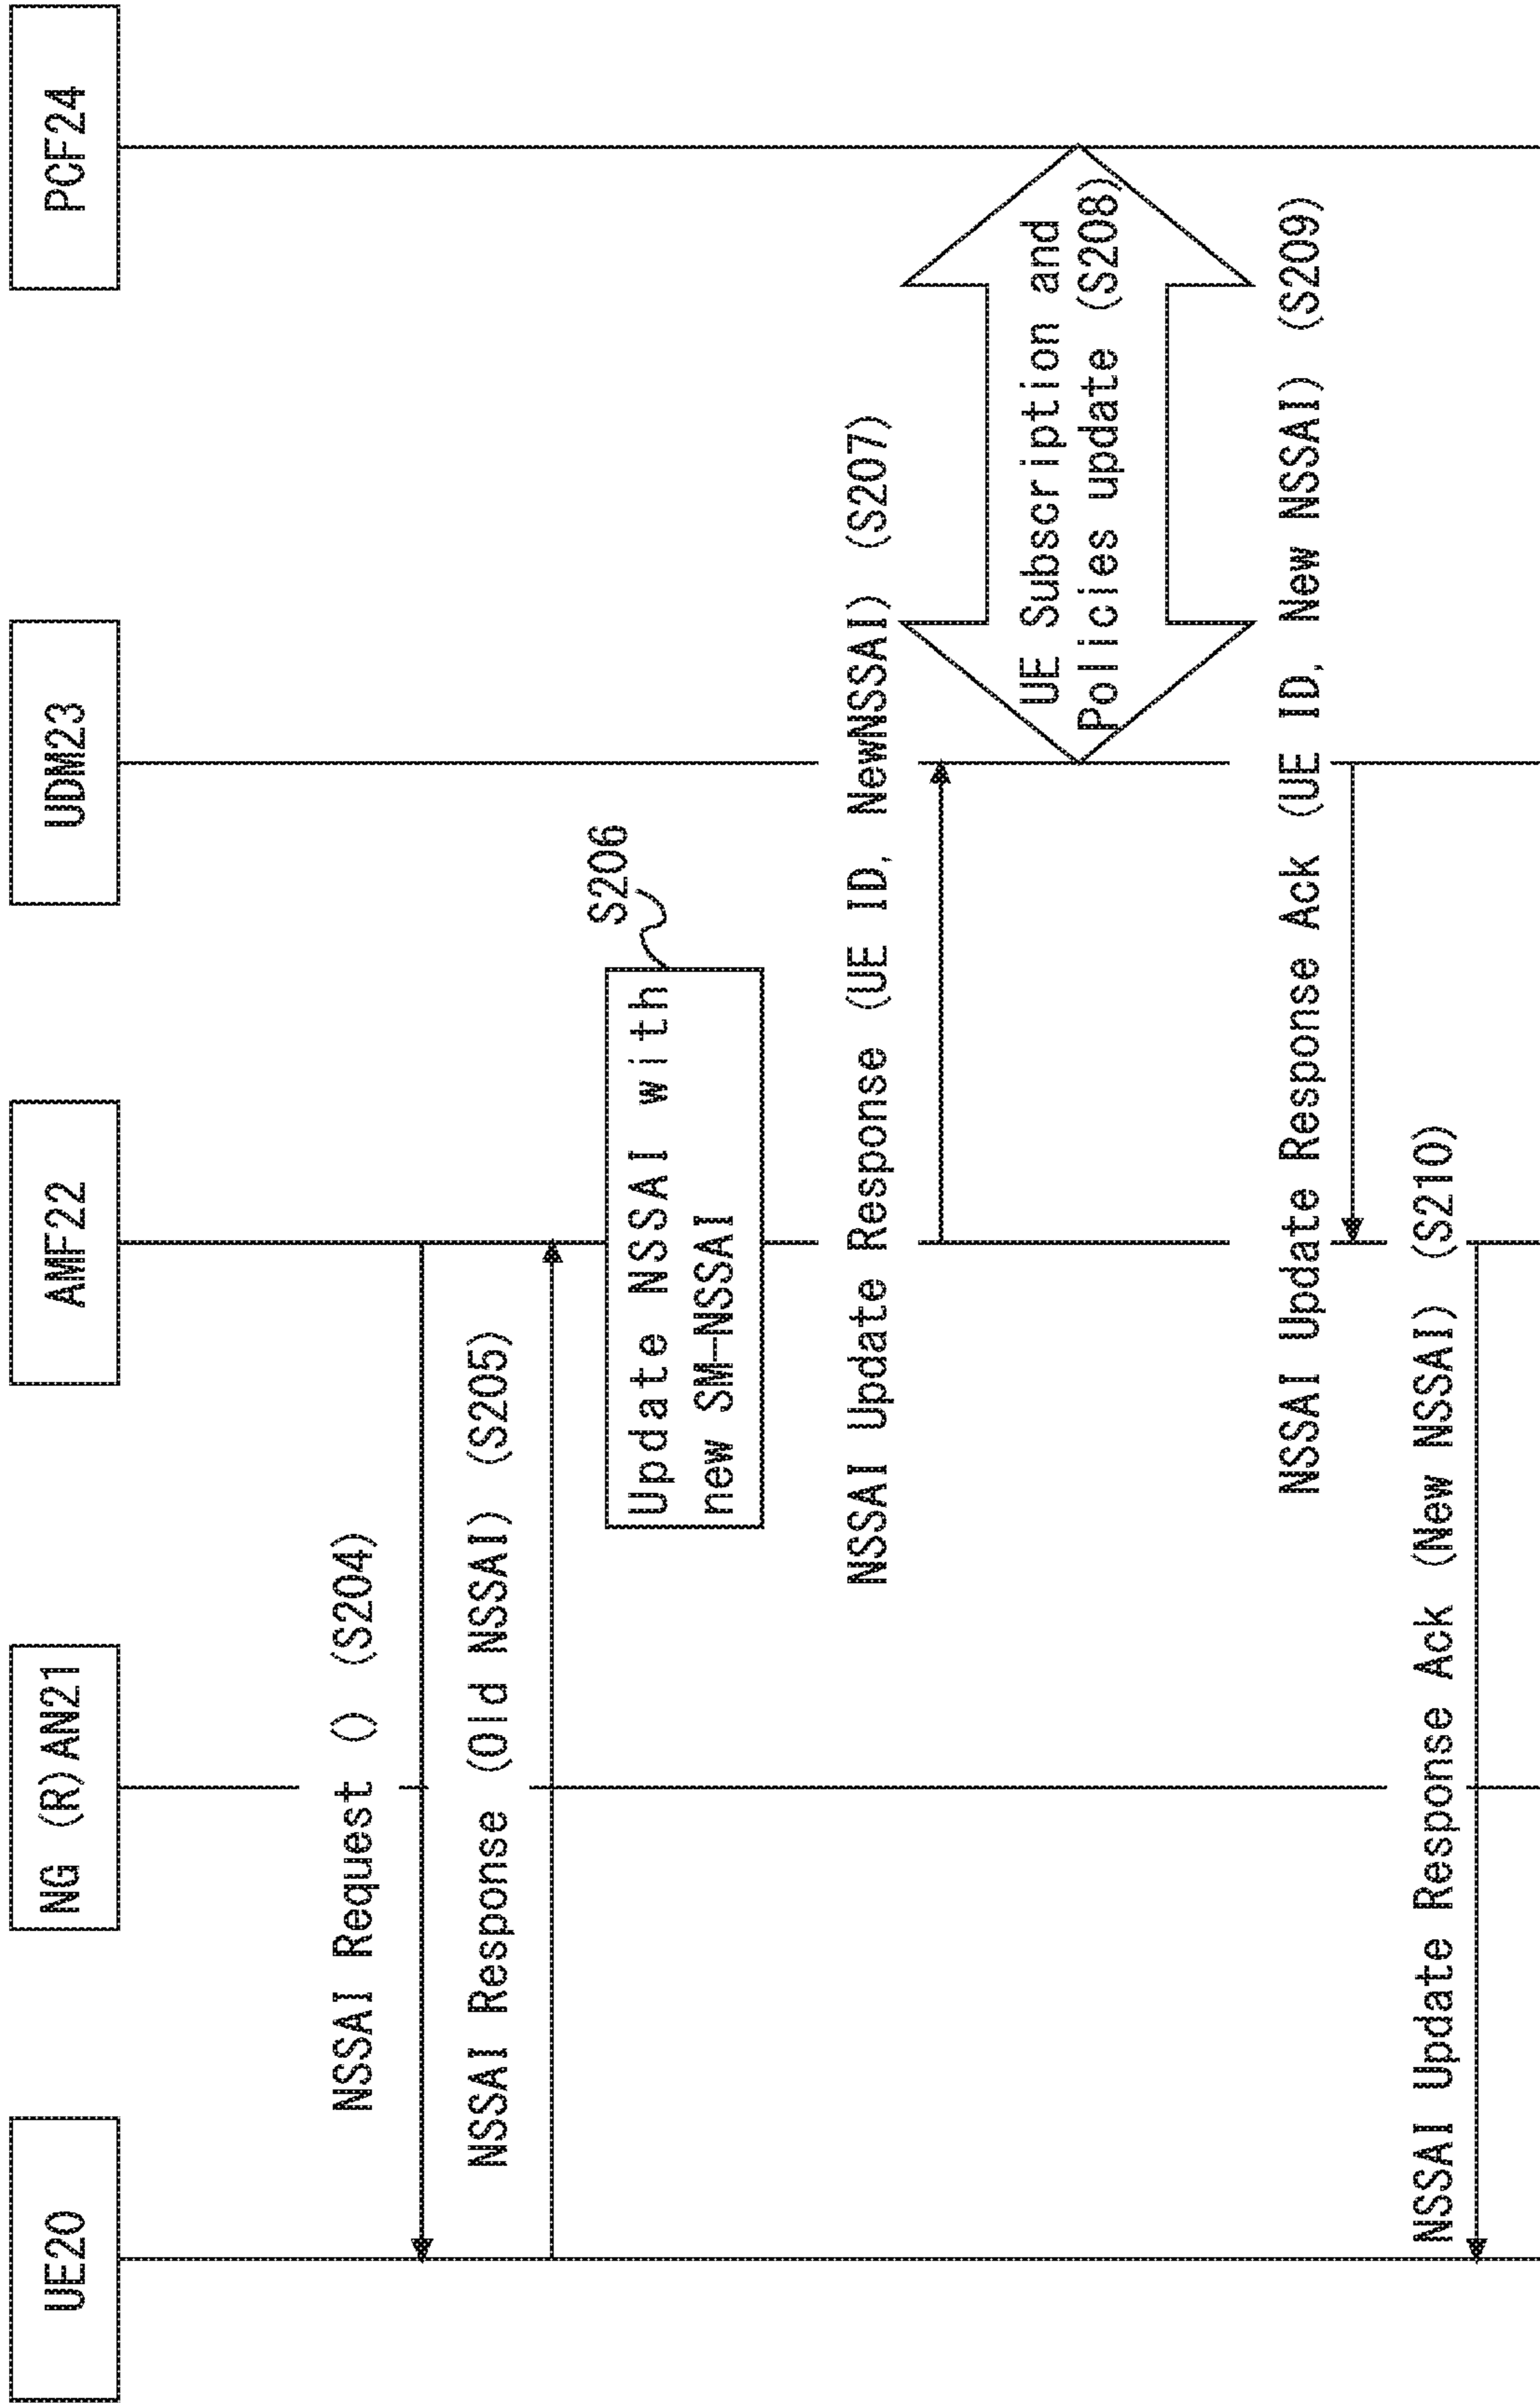 UE20
NG (R) AN21
AMF22
UDM23
PCF24
NSSAI Request () (S204)
NSSAI Response (Old NSSAI) (S205)
Update NSSAI with
new SM-NSSAI
S206
NSSAI Update Response (UE ID, NewNSSAI) (S207)
UE Subscription and
Policies update (S208)
NSSAI Update Response Ack (UE ID, New NSSAI) (S209)
NSSAI Update Response Ack (New NSSAI) (S210)